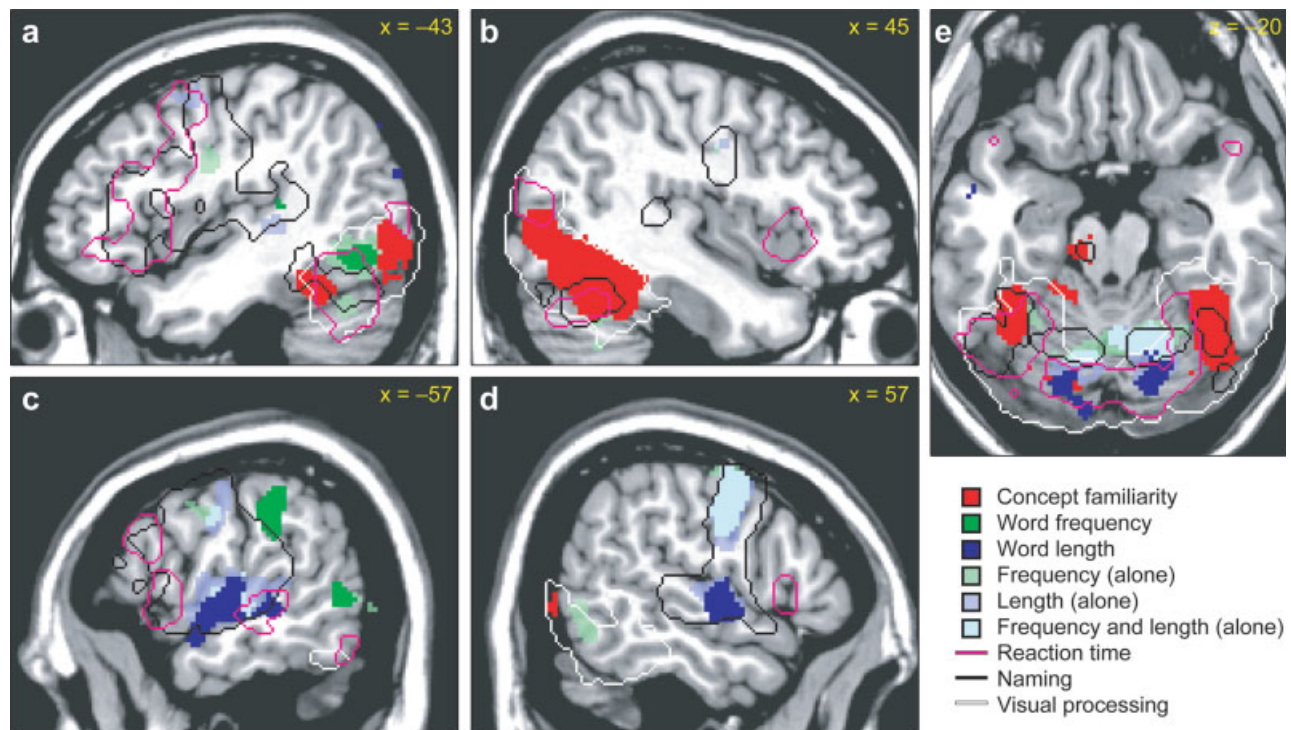 a
x = –43
b
x = 45
e
z = –20
c
x = –57
d
x = 57
Concept familiarity
Word frequency
Word length
Frequency (alone)
Length (alone)
Frequency and length (alone)
Reaction time
Naming
Visual processing